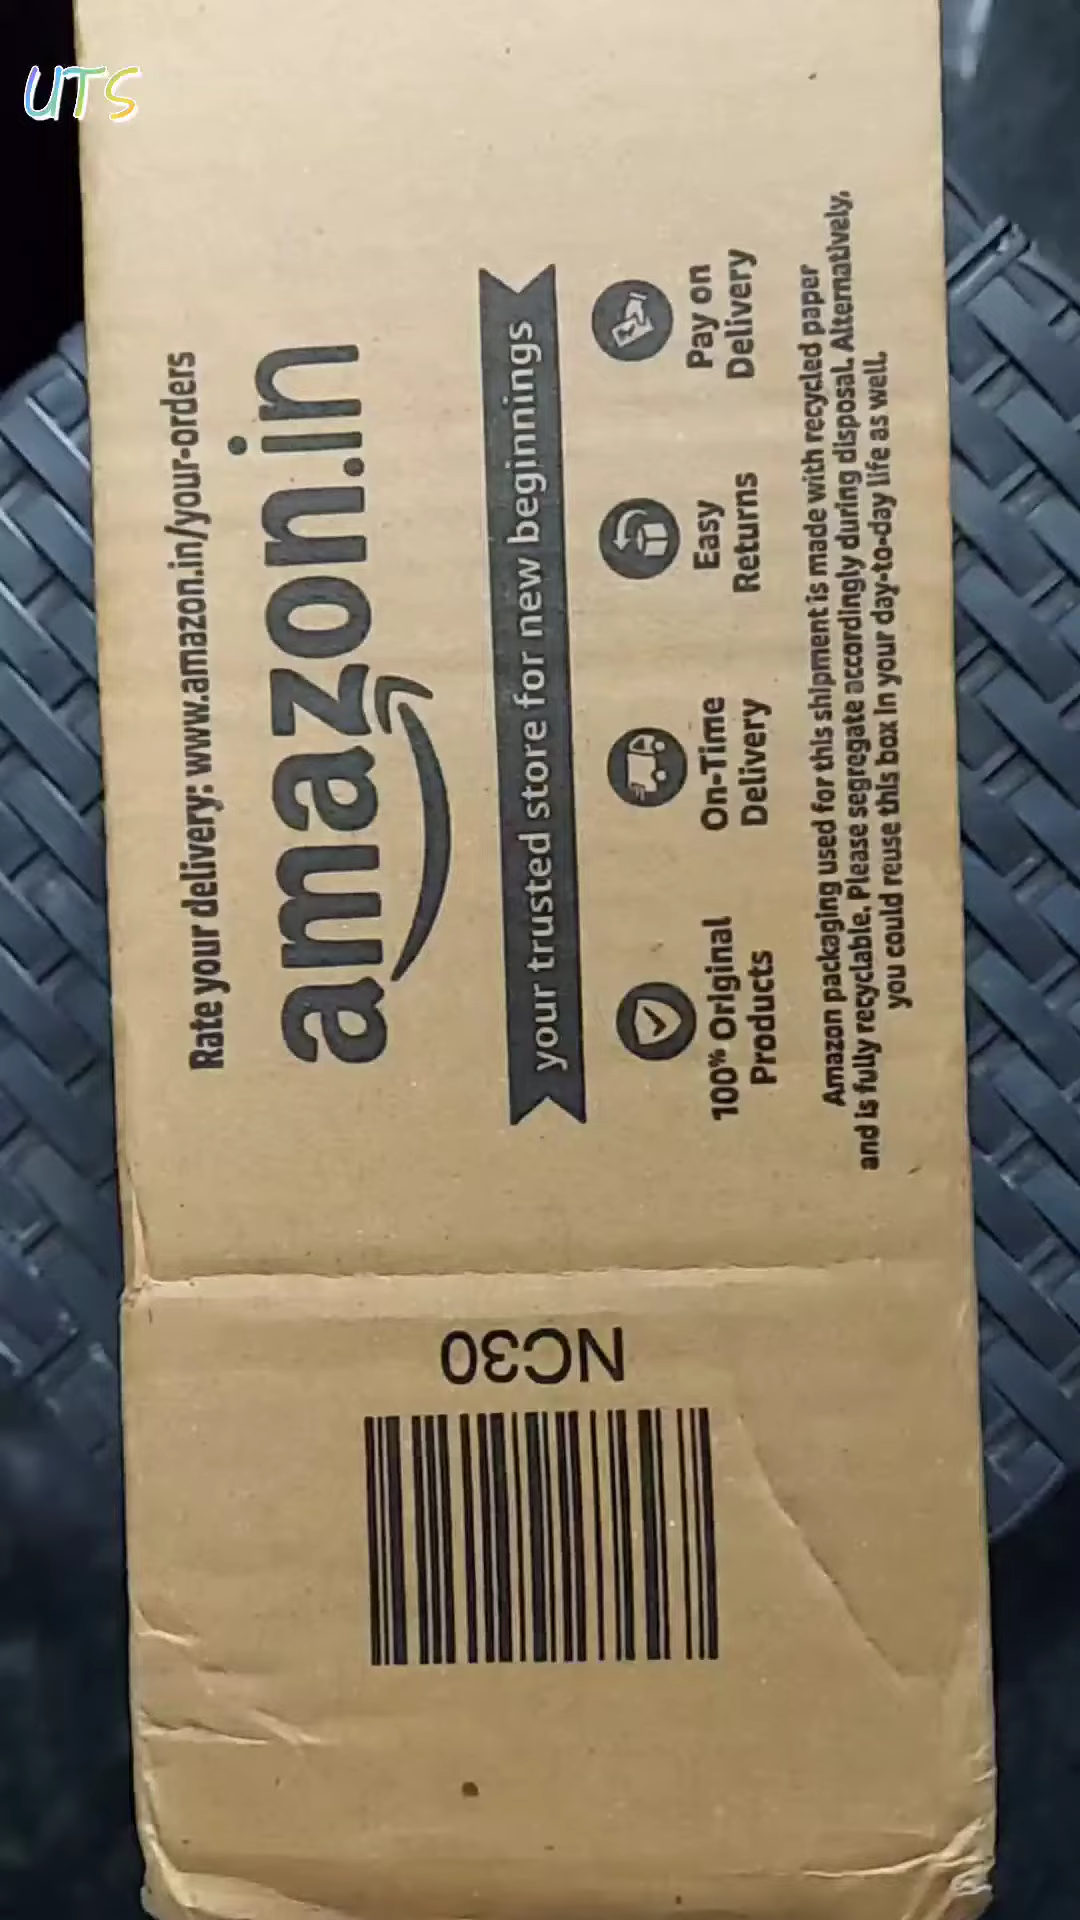 UTS
Rate your delivery: www.amazon.in/your-orders
amazon.in
your trusted store for new beginnings
100% Original
Products
On-Time
Delivery
Easy
Returns
Pay on
Delivery
Amazon packaging used for this shipment is made with recycled paper
and is fully recyclable. Please segregate accordingly during disposal. Alternatively,
you could reuse this box in your day-to-day life as well.
NC30